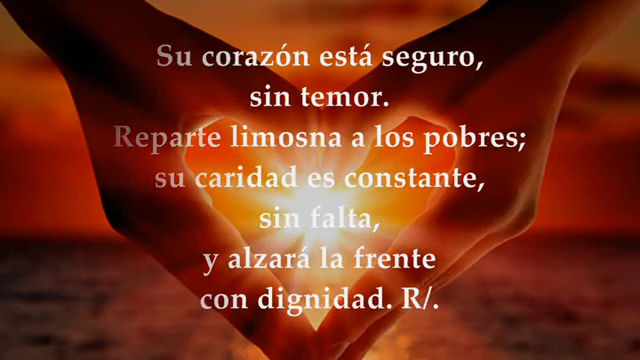 Su corazón está seguro,
sin temor.
Reparte limosna a los pobres;
su caridad es constante,
sin falta,
y alzará la frente
con dignidad. R/.